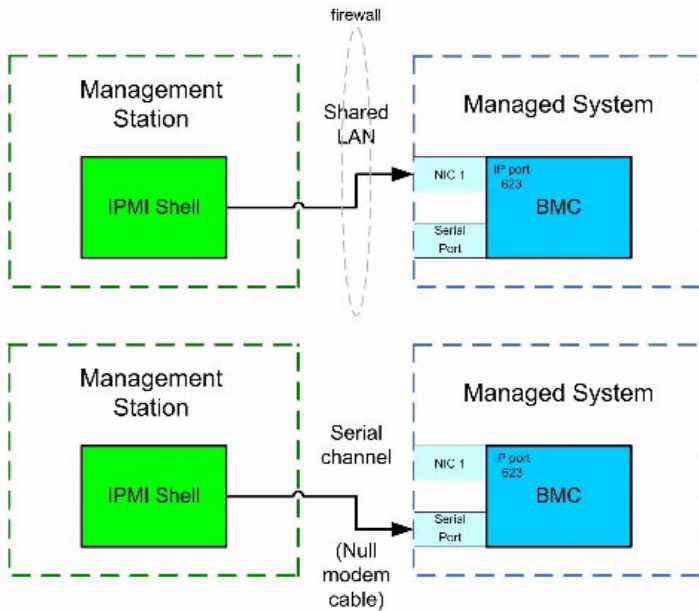 firewall
Management
Station
Shared
LAN
Managed System
IPMI Shell
NIC 1
IP port
623
BMC
Serial
Port
Management
Station
Managed System
Serial
channel
IPMI Shell
NIC 1
IP port
623
BMC
Serial
Port
(Null
modem
cable)